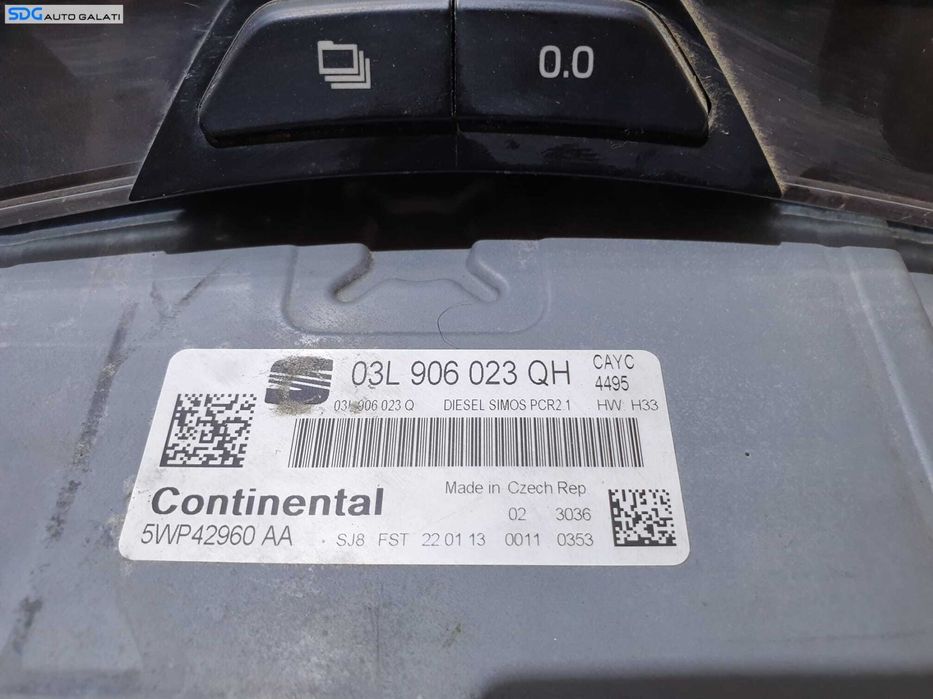 SDG AUTO GALATI
0.0
03L 906 023 QH
CAYC
4495
03L 906 023 Q DIESEL SIMOS PCR2.1 HW: H33
Continental
Made in Czech Rep
02 3036
5WP42960 AA
SJ8 FST 22 01 13 0011 0353